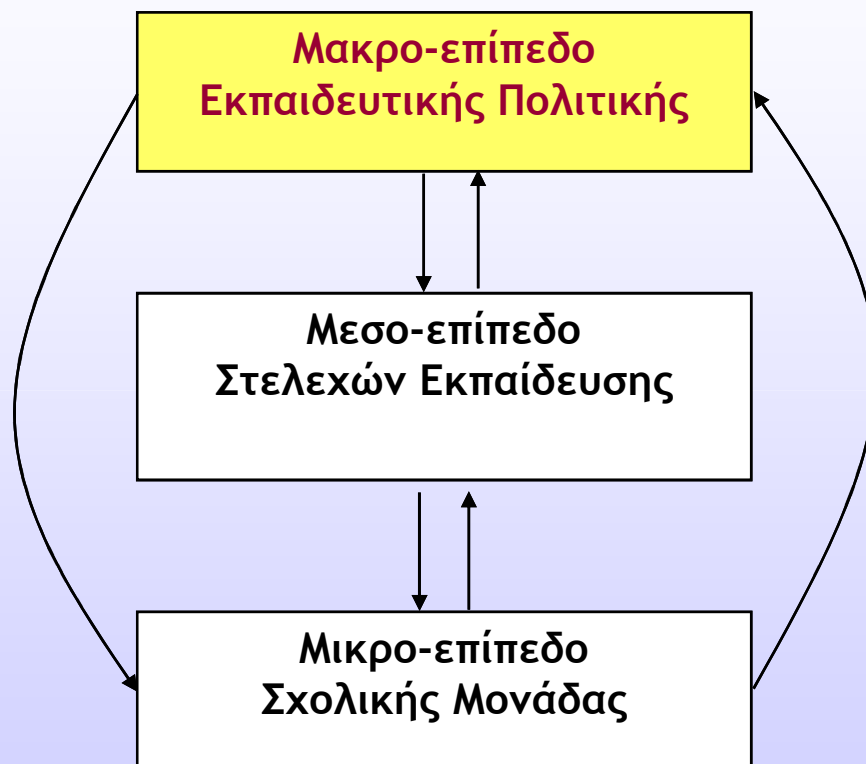 Μακρο-επίπεδο
Εκπαιδευτικής Πολιτικής
Μεσο-επίπεδο
Στελεχών Εκπαίδευσης
Μικρο-επίπεδο
Σχολικής Μονάδας